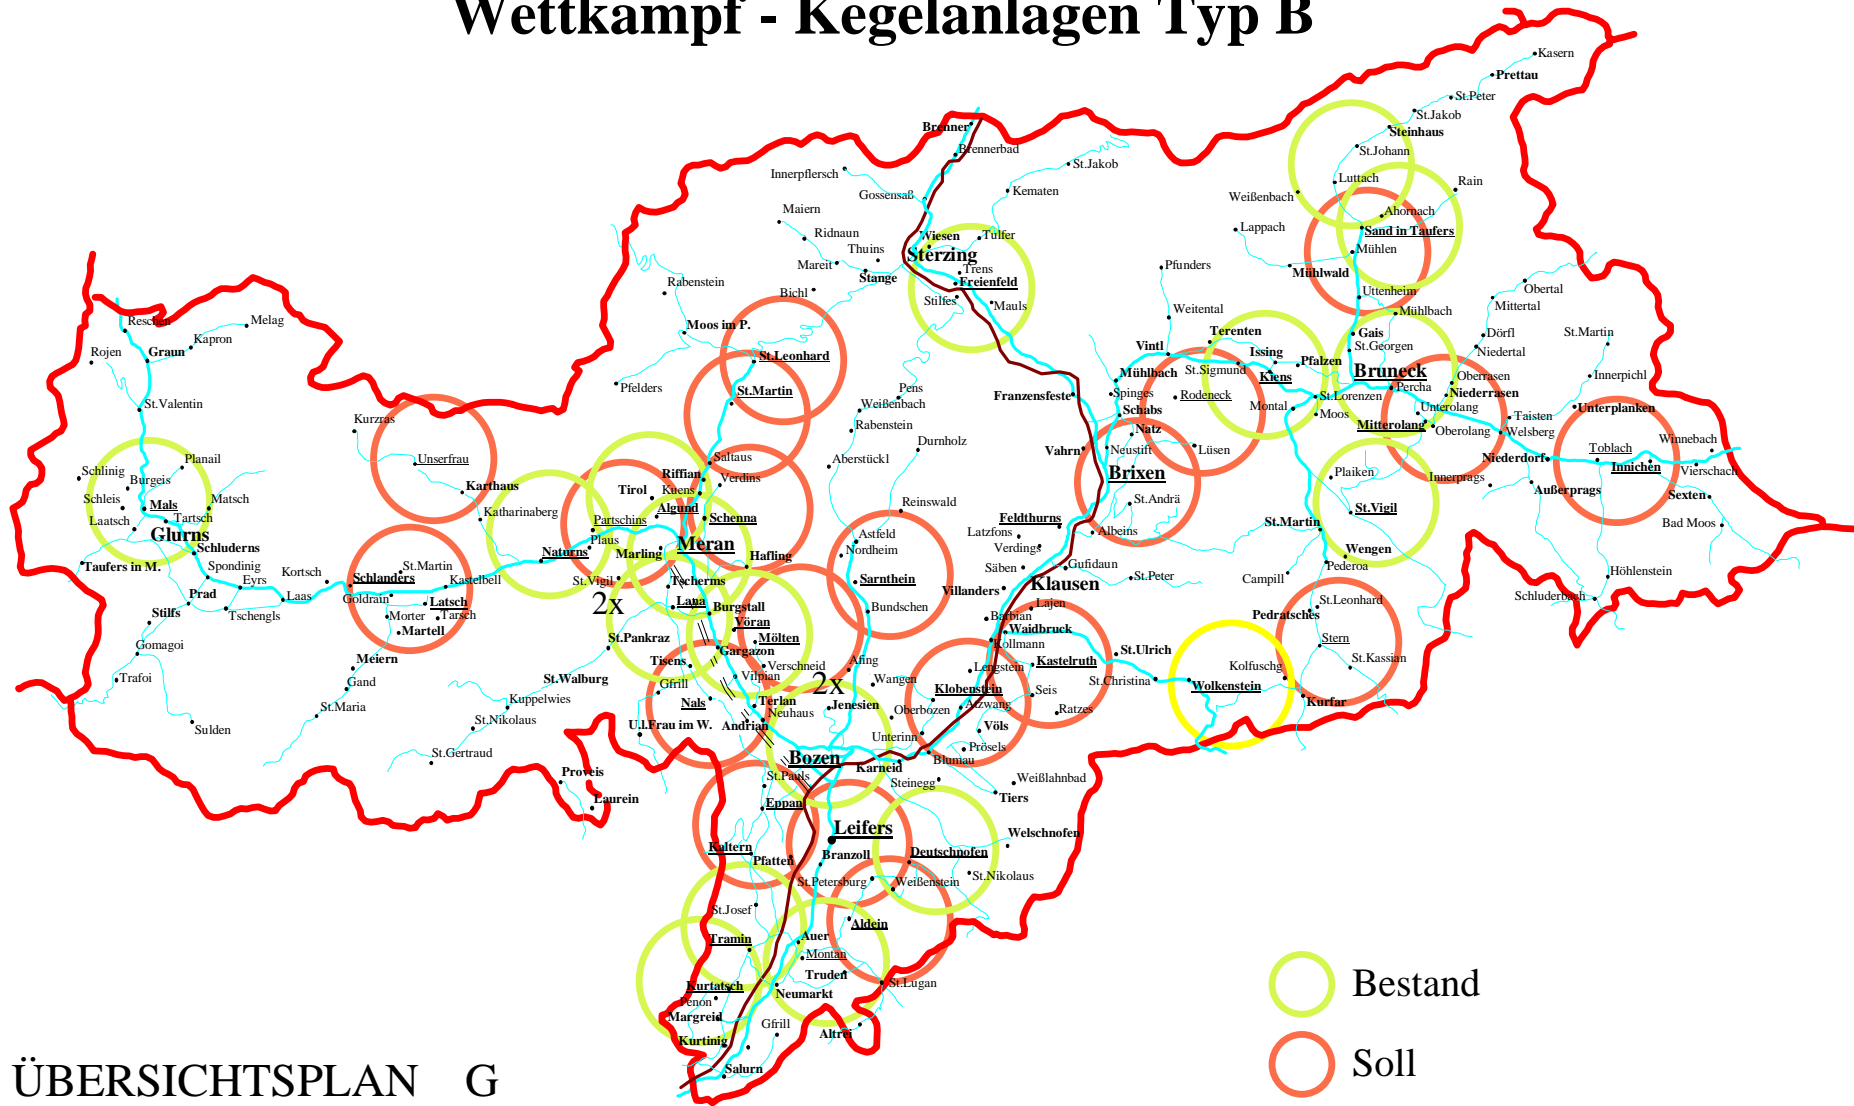 Wettkampf - Kegelanlagen Typ B
Kasern
Prettau
St.Peter
St.Jakob
Steinhaus
St.Johann
Luttach
Rain
Weißenbach
Ahornach
Sand in Taufers
Lappach
Mühlen
Mühlwald
Uttenheim
Mühlbach
Obertal
Mittertal
Brenner
Brennerbad
St.Jakob
Innerpflersch
Gossensaß
Kematen
Maiern
Ridnaun
Thuins
Wiesen
Tulfer
Sterzing
Mareit
Stange
Trens
Freienfeld
Bichl
Stilfes
Mauls
Rabenstein
Pfunders
Weitental
Moos im P.
Terenten
Gais
St.Georgen
Dörfl
Niedertal
St.Martin
Reschen
Melag
Kapron
Rojen
Graun
St.Leonhard
Vintl
Issing
Pfalzen
St.Sigmund
Kiens
Bruneck
Mühlbach
Innerpichl
Pfelders
St.Martin
Pens
Percha
Oberrasen
Niederrasen
Spinges
Rodeneck
St.Lorenzen
Franzensfeste
St.Valentin
Weißenbach
Schabs
Montal
Moos
Unterolang
Unterplanken
Kurzras
Rabenstein
Natz
Mitterolang
Oberolang
Taisten
Welsberg
Durnholz
Vahrn
Neustift
Lüsen
Toblach
Winnebach
Planail
Unserfrau
Saltaus
Aberstückl
Niederdorf
Innichen
Vierschach
Schlinig
Burgeis
Riffian
Verdins
Brixen
Plaiken
Innerprags
Außerprags
Karthaus
Tirol
Kuens
Schleis
Mals
Matsch
Reinswald
St.Andrä
Sexten
Laatsch
Tartsch
Katharinaberg
Partschins
Algund
Schenna
Feldthurns
St.Vigil
Bad Moos
Glurns
Plaus
Astfeld
Latzfons
Albeins
St.Martin
Schluderns
Naturns
Marling
Meran
Hafling
Nordheim
Verdings
Wengen
Taufers in M.
Spondinig
Kortsch
St.Martin
St.Vigil
Tscherms
Säben
Gufidaun
Pederoa
Eyrs
Schlanders
Kastelbell
Sarnthein
Klausen
St.Peter
Campill
Höhlenstein
Prad
Laas
Goldrain
Latsch
2x
Lana
Burgstall
Villanders
Lajen
St.Leonhard
Schluderbach
Stilfs
Tschengls
Morter
Tarsch
Bundschen
Barbian
Pedratsches
Martell
Vöran
Waidbruck
Gomagoi
St.Pankraz
Mölten
Kollmann
Stern
Meiern
Tisens
Gargazon
Verschneid
Afing
Lengstein
Kastelruth
St.Ulrich
St.Kassian
Trafoi
Gand
St.Walburg
Gfrill
Vilpian
2x
Wangen
Klobenstein
Seis
St.Christina
Wolkenstein
Kolfuschg
St.Maria
Kuppelwies
Nals
Terlan
Jenesien
Oberbozen
Atzwang
Ratzes
Kurfar
Sulden
St.Nikolaus
U.l.Frau im W.
Andrian
Neuhaus
Unterinn
Völs
St.Gertraud
Bozen
Karneid
Blumau
Prösels
Proveis
St.Pauls
Steinegg
Weißlahnbad
Laurein
Eppan
Tiers
Leifers
Welschnofen
Kaltern
Pfatten
Branzoll
Deutschnofen
St.Petersburg
Weißenstein
St.Nikolaus
St.Josef
Aldein
Tramin
Auer
Montan
Kurtatsch
Truden
St.Lugan
Bestand
Penon
Neumarkt
Margreid
Gfrill
Altrei
Kurtinig
Soll
Salurn
ÜBERSICHTSPLAN G